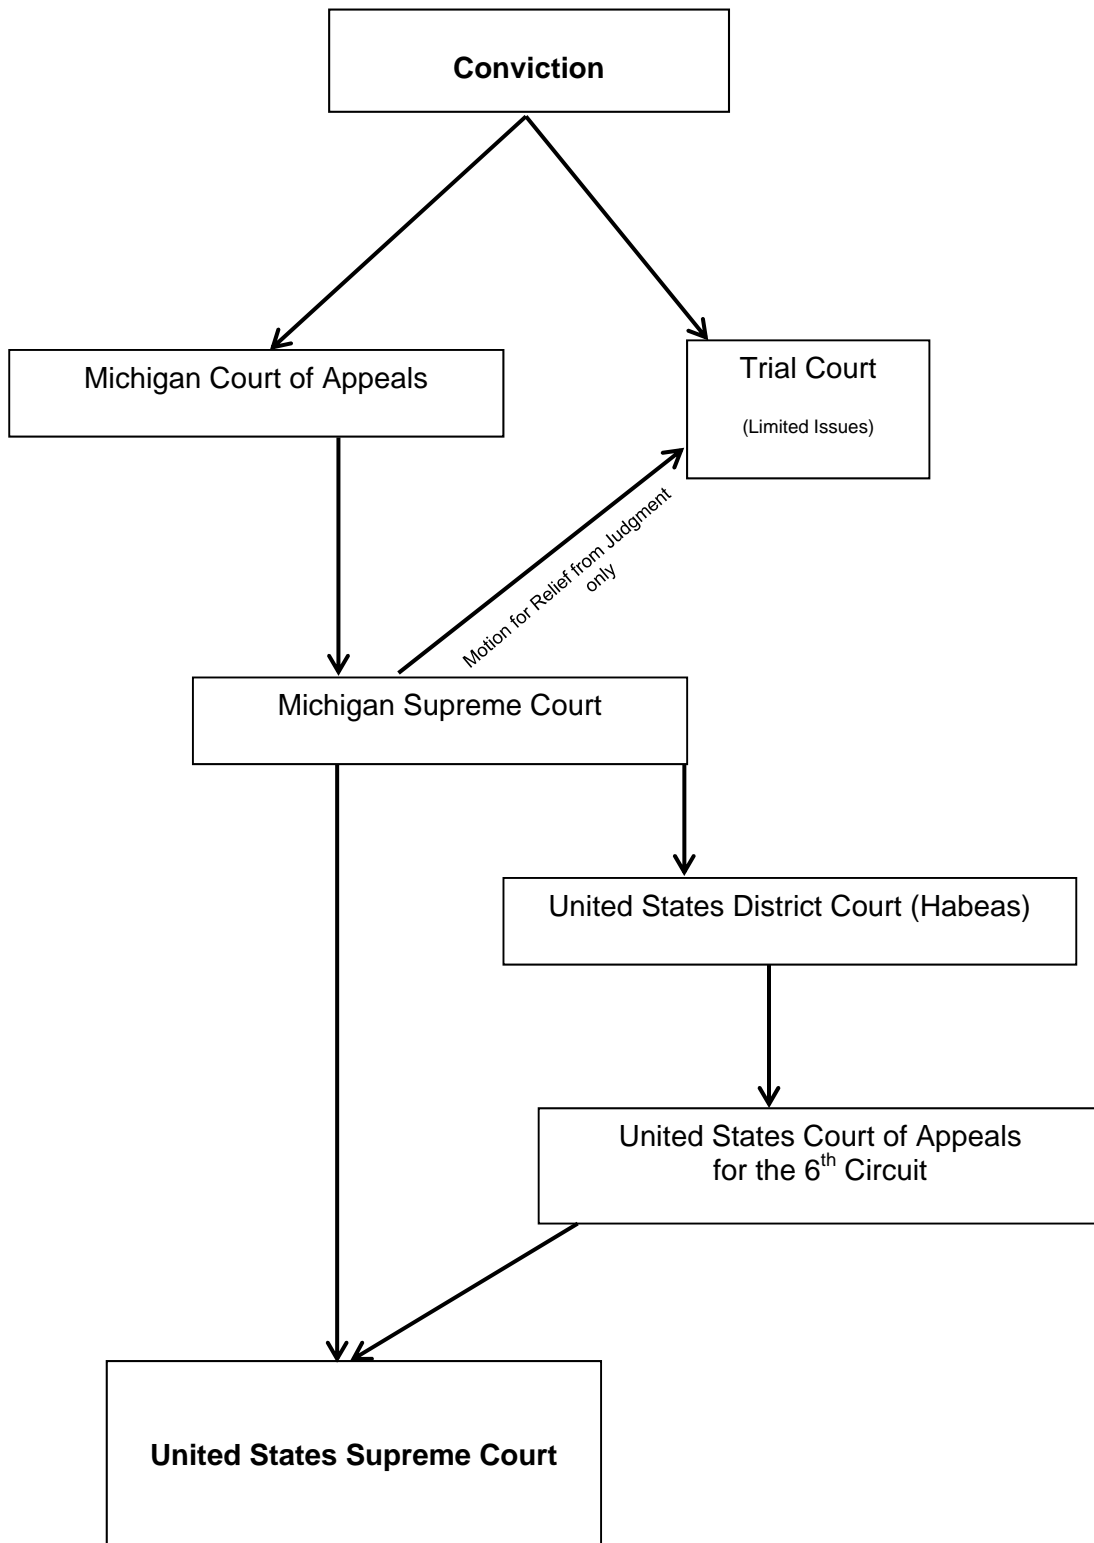 Conviction
Michigan Court of Appeals
Trial Court
(Limited Issues)
Motion for Relief from Judgment
only
Michigan Supreme Court
United States District Court (Habeas)
United States Court of Appeals
for the 6th Circuit
United States Supreme Court